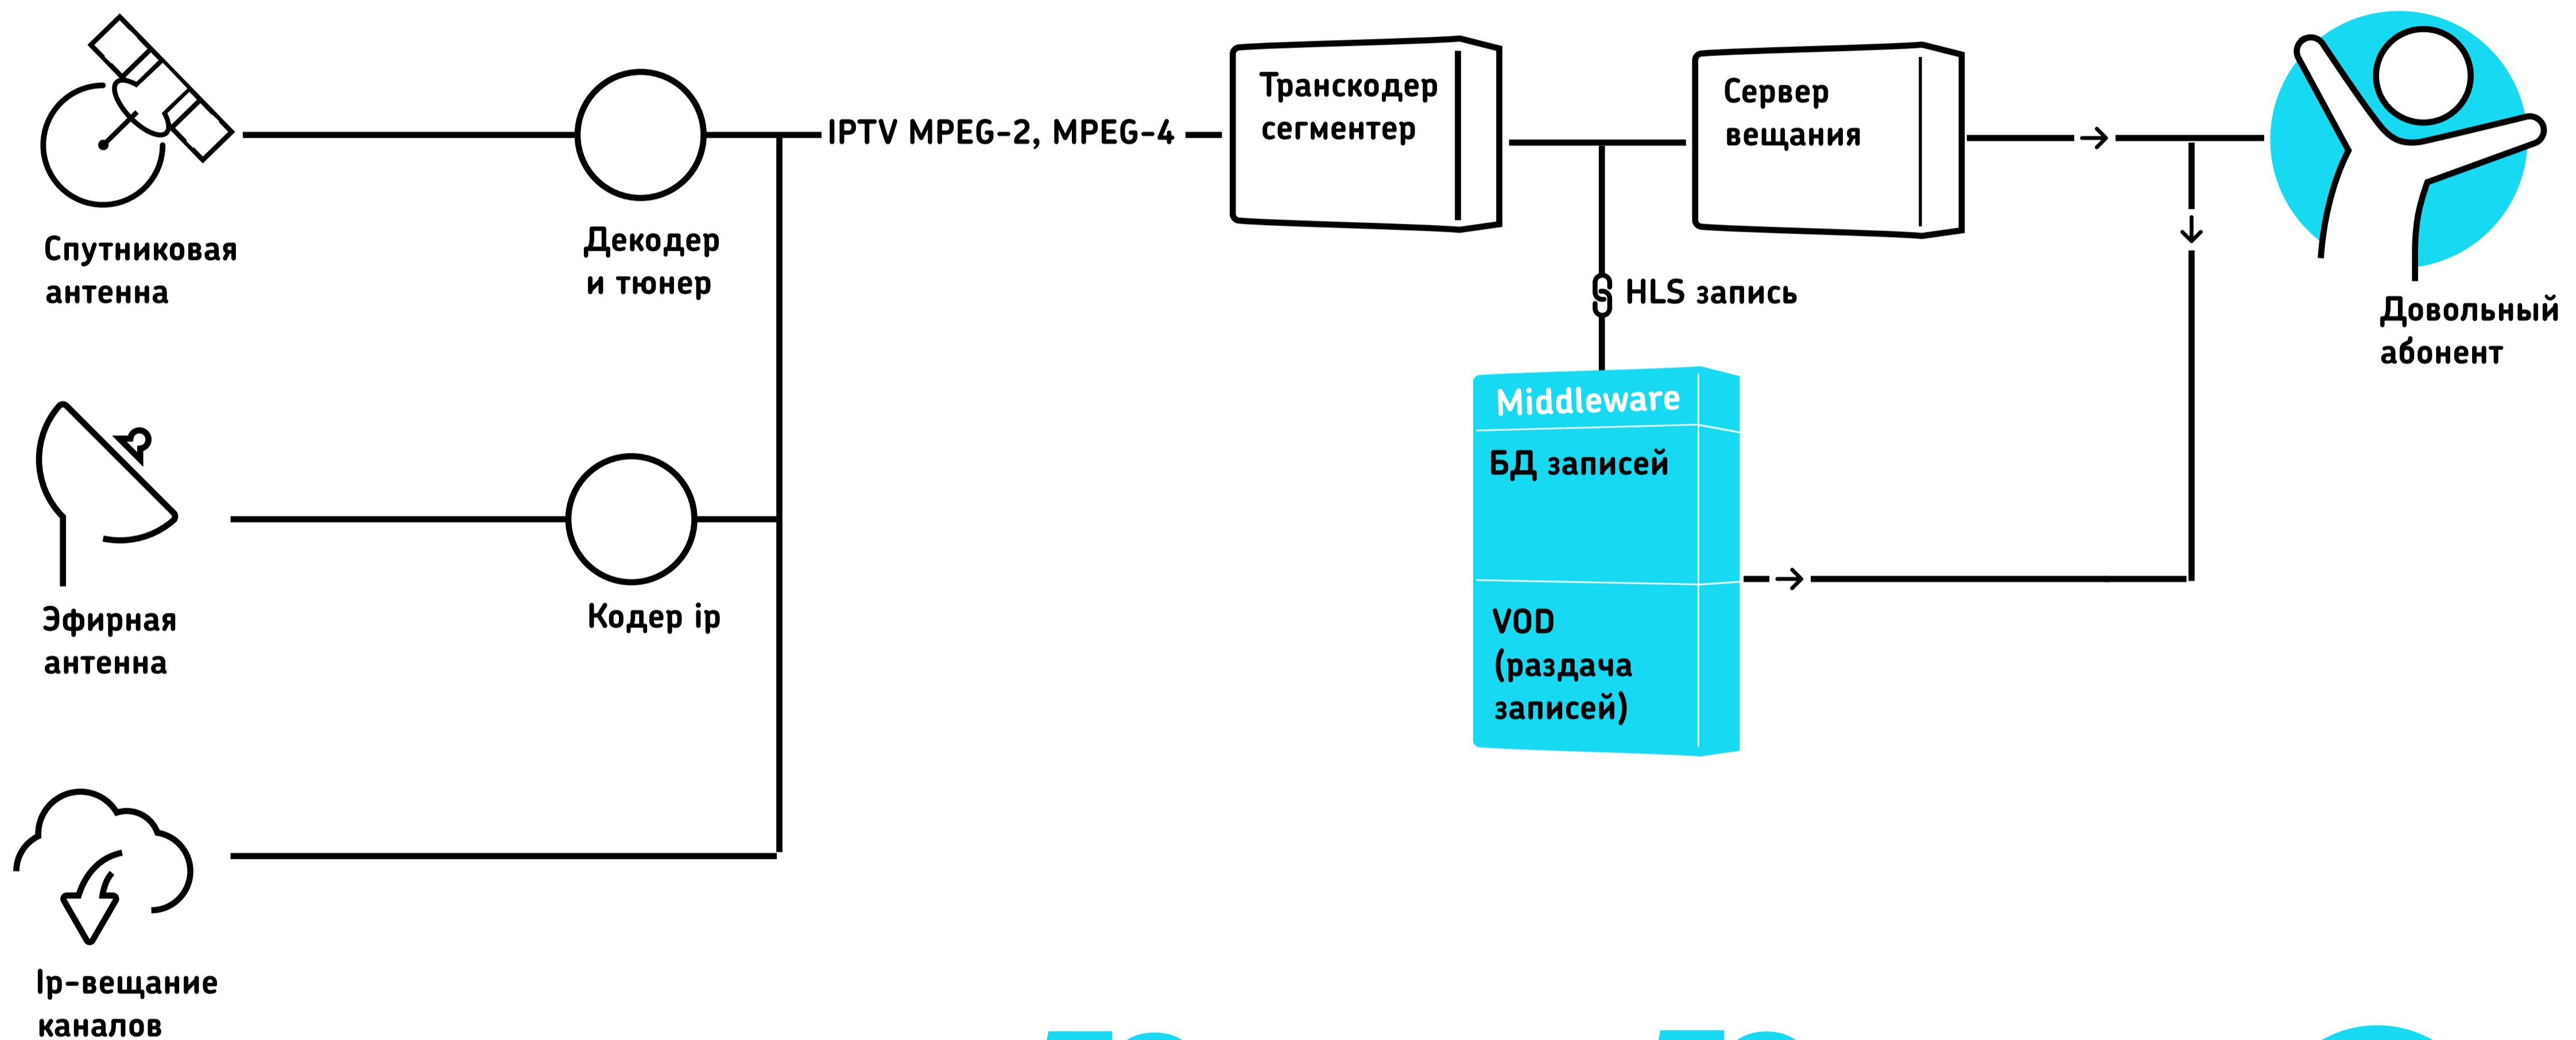 IPTV MPEG-2, MPEG-4
Транскодер
сегментер
Сервер
вещания
Спутниковая
антенна
Декодер
и тюнер
HLS запись
Довольный
абонент
Middleware
БД записей
VOD
(раздача
записей)
Эфирная
антенна
Кодер ip
Ip-вещание
каналов